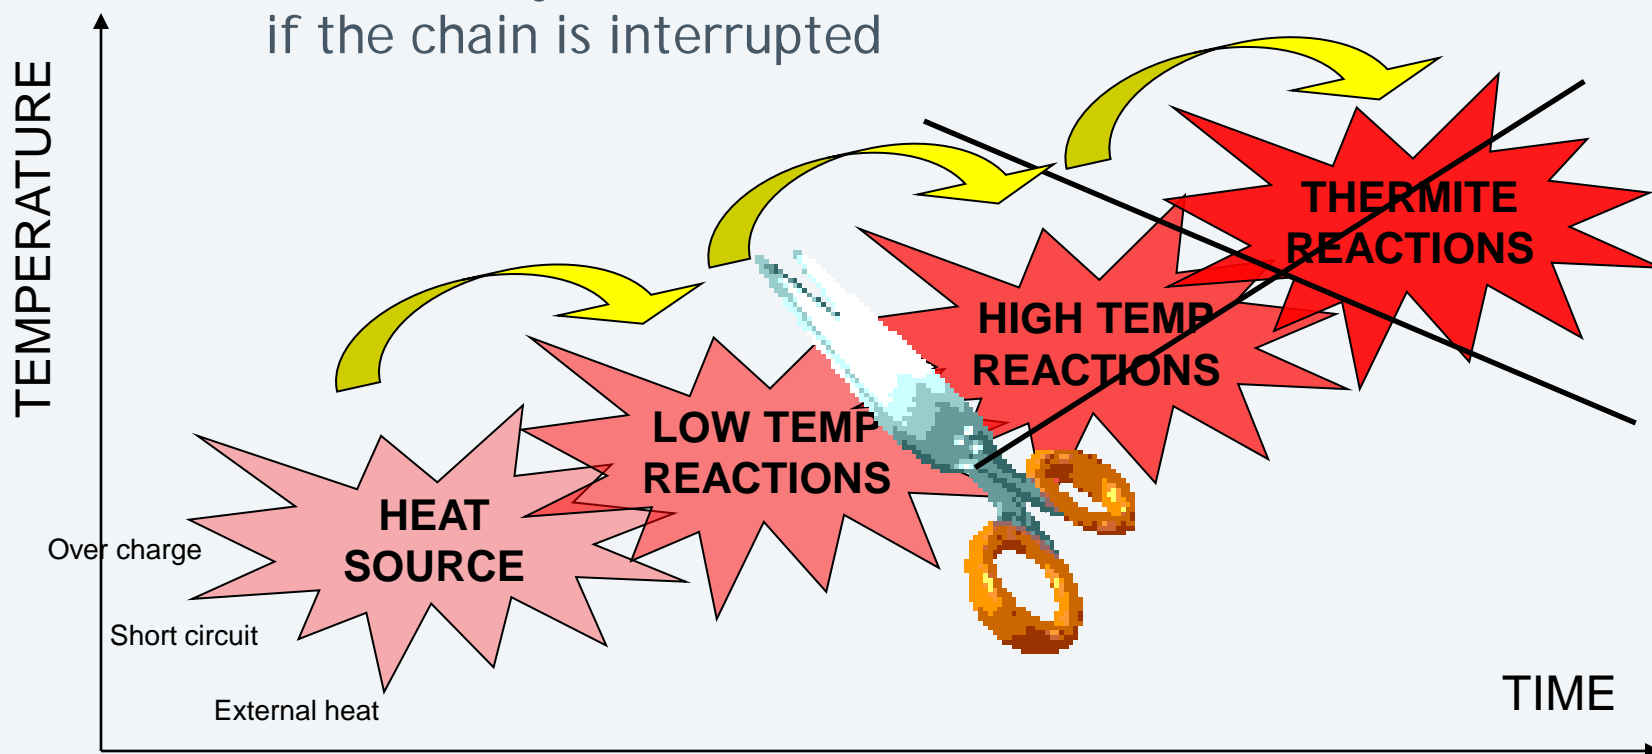 if the chain is interrupted
TEMPERATURE
THERMITE
REACTIONS
HIGH TEMP
REACTIONS
LOW TEMP
REACTIONS
HEAT
SOURCE
Over charge
Short circuit
External heat
TIME